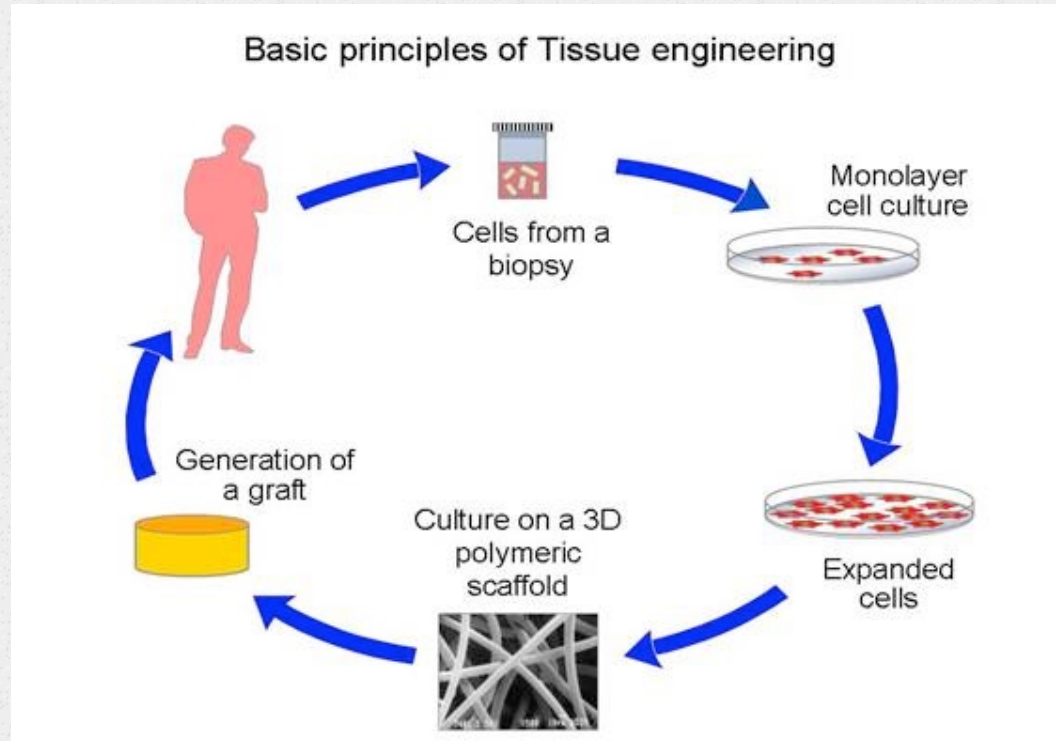 Basic principles of Tissue engineering
Cells from a
biopsy
Monolayer
cell culture
Expanded
cells
Culture on a 3D
polymeric
scaffold
Generation of
a graft